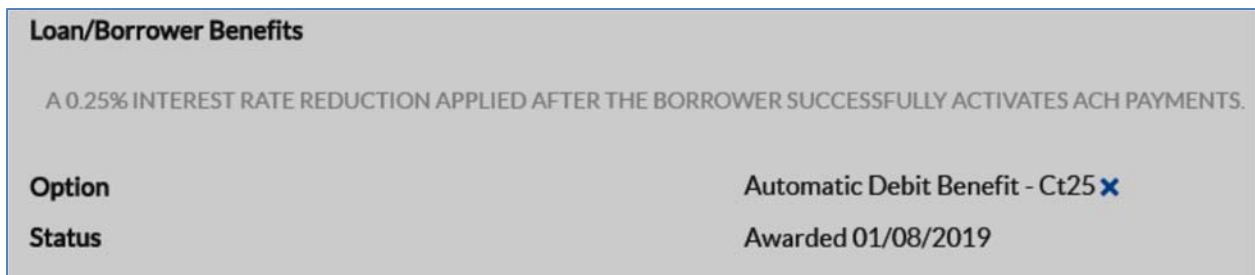 Loan/Borrower Benefits
A 0.25% INTEREST RATE REDUCTION APPLIED AFTER THE BORROWER SUCCESSFULLY ACTIVATES ACH PAYMENTS.
Option Automatic Debit Benefit - Ct25
Status Awarded 01/08/2019